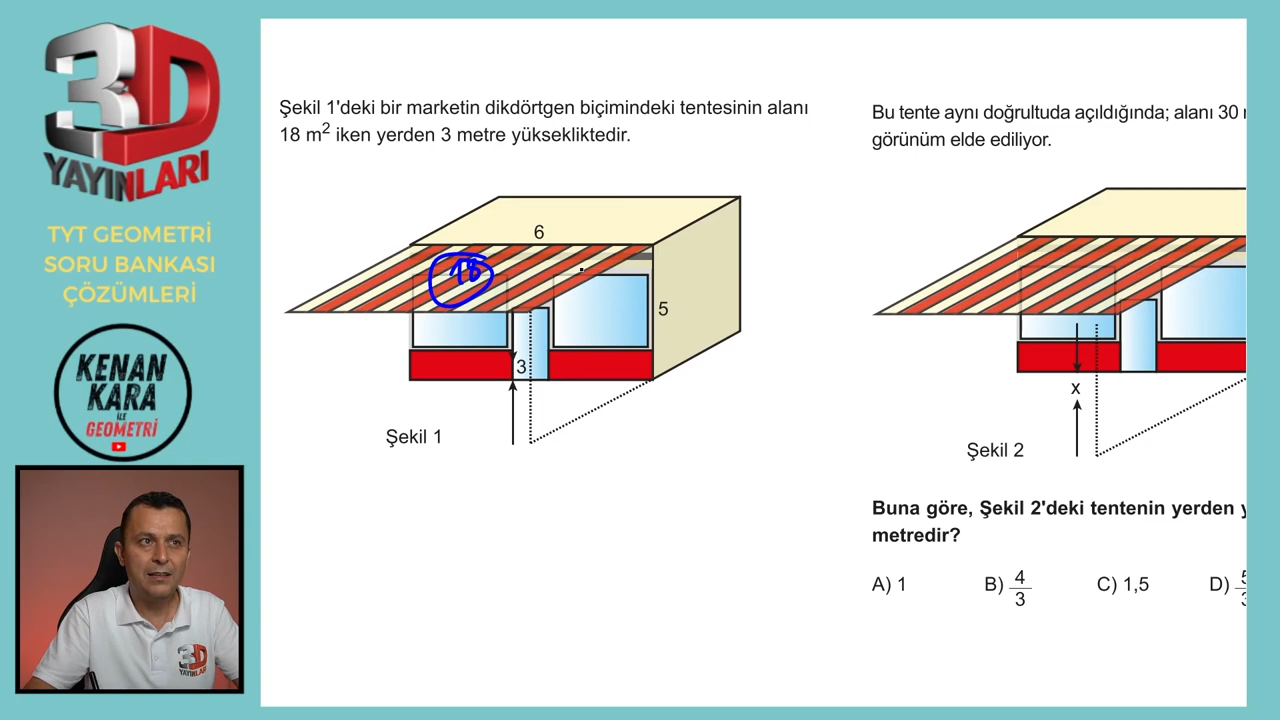 3D
YAYINLARI
TYT GEOMETRİ
SORU BANKASI
ÇÖZÜMLERİ
KENAN
KARA
İLE
GEOMETRİ
3D
YAYINLARI
Şekil 1'deki bir marketin dikdörtgen biçimindeki tentesinin alanı
18 m² iken yerden 3 metre yüksekliktedir.
6
18
5
3
Şekil 1
Bu tente aynı doğrultuda açıldığında; alanı 30
görünüm elde ediliyor.
x
Şekil 2
Buna göre, Şekil 2'deki tentenin yerden
metredir?
A) 1 B) 4/3 C) 1,5 D)